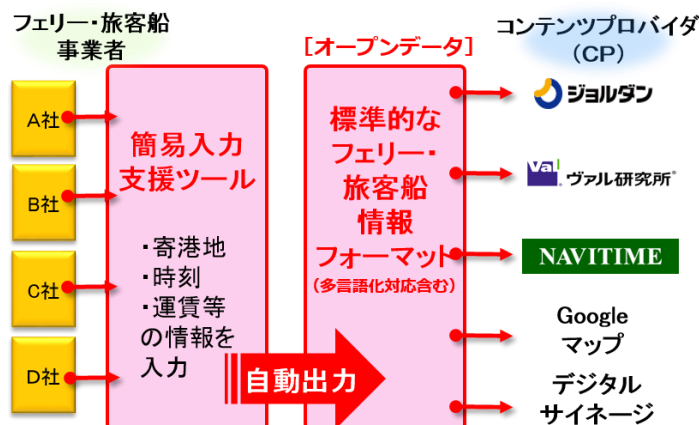 フェリー・旅客船
事業者
A社
B社
C社
D社
簡易入力
支援ツール
・寄港地
・時刻
・運賃等
の情報を
入力
自動出力
[オープンデータ]
標準的な
フェリー・
旅客船
情報
フォーマット
(多言語化対応含む)
コンテンツプロバイダ
(CP)
ジョルダン
Val ヴァル研究所®
NAVITIME
Google
マップ
デジタル
サイネージ